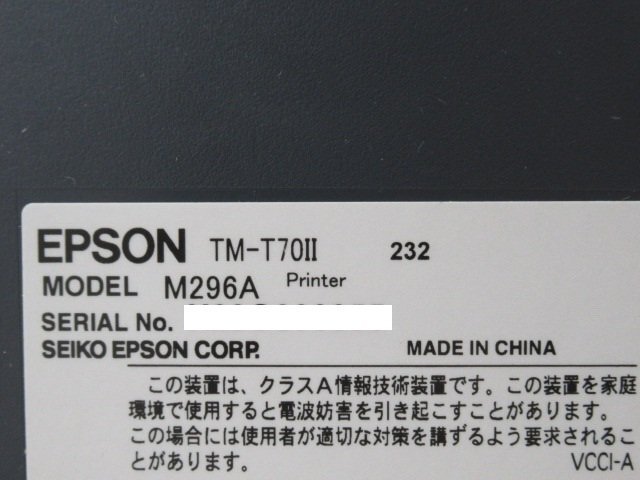 EPSON TM-T70II 232
MODEL M296A Printer
SERIAL No.
SEIKO EPSON CORP. MADE IN CHINA
この装置は、クラスA情報技術装置です。この装置を家庭
環境で使用すると電波妨害を引き起こすことがあります。
この場合には使用者が適切な対策を講ずるよう要求されるこ
とがあります。 VCCI-A